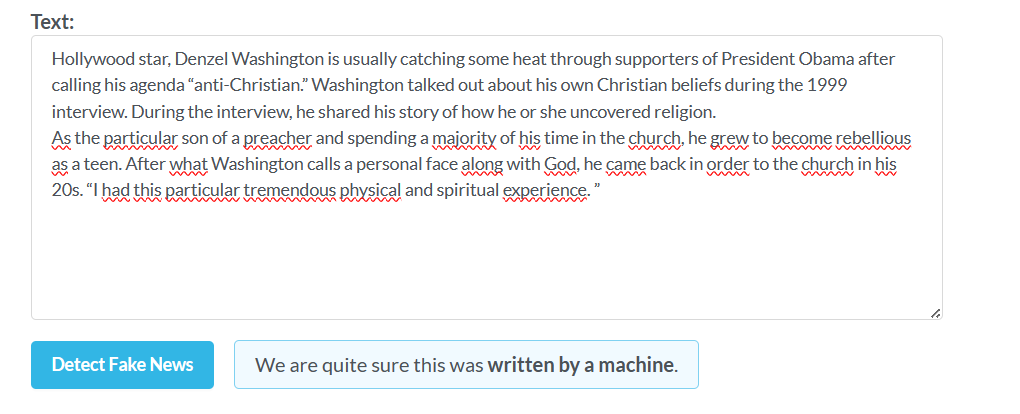 Text:
Hollywood star, Denzel Washington is usually catching some heat through supporters of President Obama after
calling his agenda “anti-Christian.” Washington talked out about his own Christian beliefs during the 1999
interview. During the interview, he shared his story of how he or she uncovered religion.
As the particular son of a preacher and spending a majority of his time in the church, he grew to become rebellious
as a teen. After what Washington calls a personal face along with God, he came back in order to the church in his
20s. “I had this particular tremendous physical and spiritual experience. ”
Detect Fake News
We are quite sure this was written by a machine.